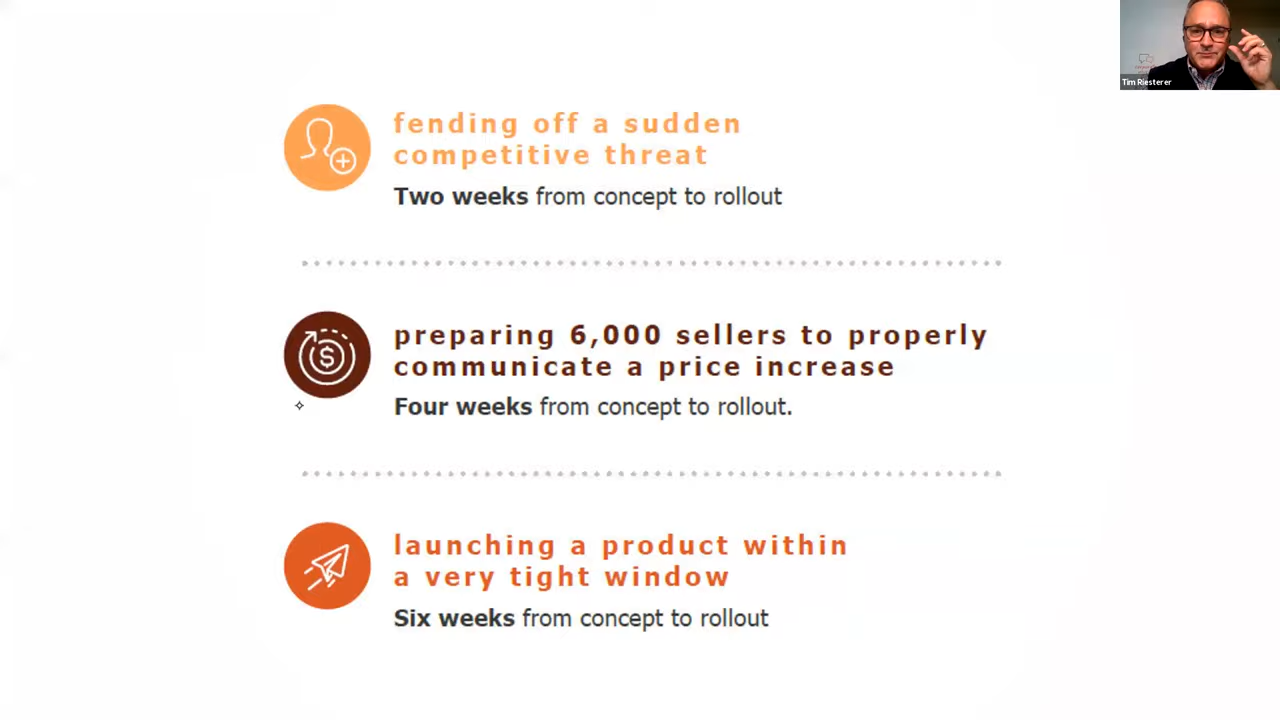 Tim Riesterer
fending off a sudden
competitive threat
Two weeks from concept to rollout
preparing 6,000 sellers to properly
communicate a price increase
Four weeks from concept to rollout.
launching a product within
a very tight window
Six weeks from concept to rollout
$